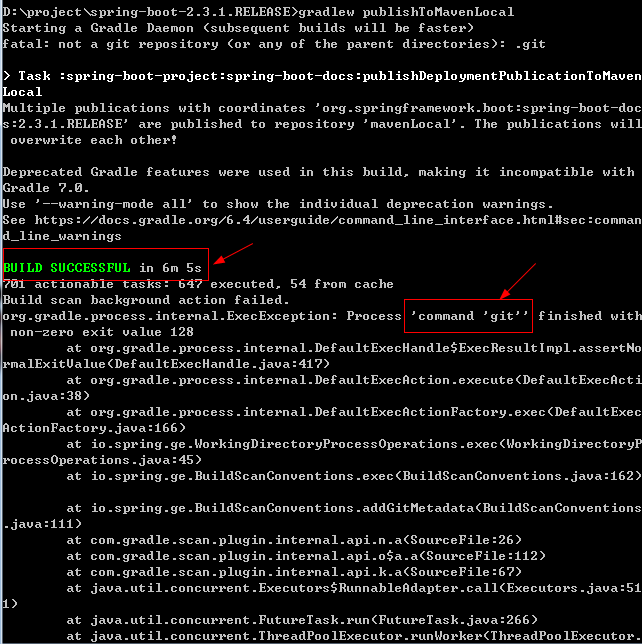 D:\project\spring-boot-2.3.1.RELEASE>gradlew publishToMavenLocal
Starting a Gradle Daemon (subsequent builds will be faster)
fatal: not a git repository (or any of the parent directories): .git
> Task :spring-boot-project:spring-boot-docs:publishDeploymentPublicationToMaven
Local
Multiple publications with coordinates 'org.springframework.boot:spring-boot-doc
s:2.3.1.RELEASE' are published to repository 'mavenLocal'. The publications will
 overwrite each other!
Deprecated Gradle features were used in this build, making it incompatible with
Gradle 7.0.
Use '--warning-mode all' to show the individual deprecation warnings.
See https://docs.gradle.org/6.4/userguide/command_line_interface.html#sec:comman
d_line_warnings
BUILD SUCCESSFUL in 6m 5s
701 actionable tasks: 647 executed, 54 from cache
Build scan background action failed.
org.gradle.process.internal.ExecException: Process 'command 'git'' finished with
 non-zero exit value 128
        at org.gradle.process.internal.DefaultExecHandle$ExecResultImpl.assertNo
rmalExitValue(DefaultExecHandle.java:417)
        at org.gradle.process.internal.DefaultExecAction.execute(DefaultExecActi
on.java:38)
        at org.gradle.process.internal.DefaultExecActionFactory.exec(DefaultExec
ActionFactory.java:166)
        at io.spring.ge.WorkingDirectoryProcessOperations.exec(WorkingDirectoryP
rocessOperations.java:45)
        at io.spring.ge.BuildScanConventions.exec(BuildScanConventions.java:162)
        at io.spring.ge.BuildScanConventions.addGitMetadata(BuildScanConventions
.java:111)
        at com.gradle.scan.plugin.internal.api.n.a(SourceFile:26)
        at com.gradle.scan.plugin.internal.api.o$a.a(SourceFile:112)
        at com.gradle.scan.plugin.internal.api.k.a(SourceFile:67)
        at java.util.concurrent.Executors$RunnableAdapter.call(Executors.java:51
1)
        at java.util.concurrent.FutureTask.run(FutureTask.java:266)
        at java.util.concurrent.ThreadPoolExecutor.runWorker(ThreadPoolExecutor.